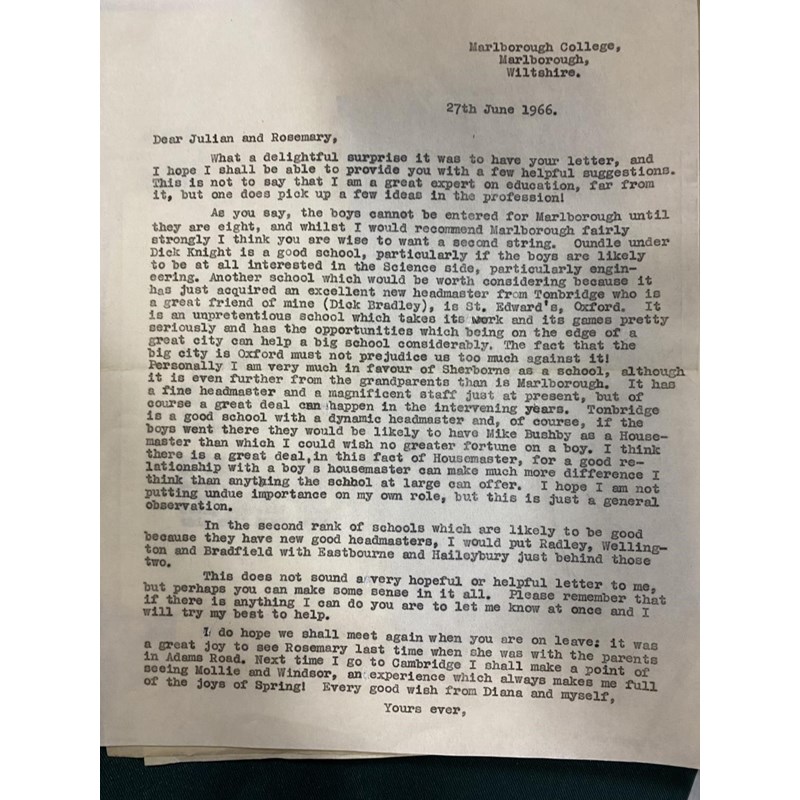 Marlborough College,
Marlborough,
Wiltshire.
27th June 1966.
Dear Julian and Rosemary,
What a delightful surprise it was to have your letter, and
I hope I shall be able to provide you with a few helpful suggestions.
This is not to say that I am a great expert on education, far from
it, but one does pick up a few ideas in the profession!
As you say, the boys cannot be entered for Marlborough until
they are eight, and whilst I would recommend Marlborough fairly
strongly I think you are wise to want a second string. Oundle under
Dick Knight is a good school, particularly if the boys are likely
to be at all interested in the Science side, particularly engin-
eering. Another school which would be worth considering because it
has just acquired an excellent new headmaster from Tonbridge who is
a great friend of mine (Dick Bradley), is St. Edward's, Oxford. It
is an unpretentious school which takes its work and its games pretty
seriously and has the opportunities which being on the edge of a
great city can help a big school considerably. The fact that the
big city is Oxford must not prejudice us too much against it!
Personally I am very much in favour of Sherborne as a school, although
it is even further from the grandparents than is Marlborough. It has
a fine headmaster and a magnificent staff just at present, but of
course a great deal can happen in the intervening years. Tonbridge
is a good school with a dynamic headmaster and, of course, if the
boys went there they would be likely to have Mike Bushby as a House-
master than which I could wish no greater fortune on a boy. I think
there is a great deal,in this fact of Housemaster, for a good re-
lationship with a boy s housemaster can make much more difference I
think than anything the school at large can offer. I hope I am not
putting undue importance on my own role, but this is just a general
observation.
In the second rank of schools which are likely to be good
because they have new good headmasters, I would put Radley, Welling-
ton and Bradfield with Eastbourne and Haileybury just behind those
two.
This does not sound a very hopeful or helpful letter to me,
but perhaps you can make some sense in it all. Please remember that
if there is anything I can do you are to let me know at once and I
will try my best to help.
I do hope we shall meet again when you are on leave; it was
a great joy to see Rosemary last time when she was with the parents
in Adams Road. Next time I go to Cambridge I shall make a point of
seeing Mollie and Windsor, an experience which always makes me full
of the joys of Spring! Every good wish from Diana and myself,
Yours ever,